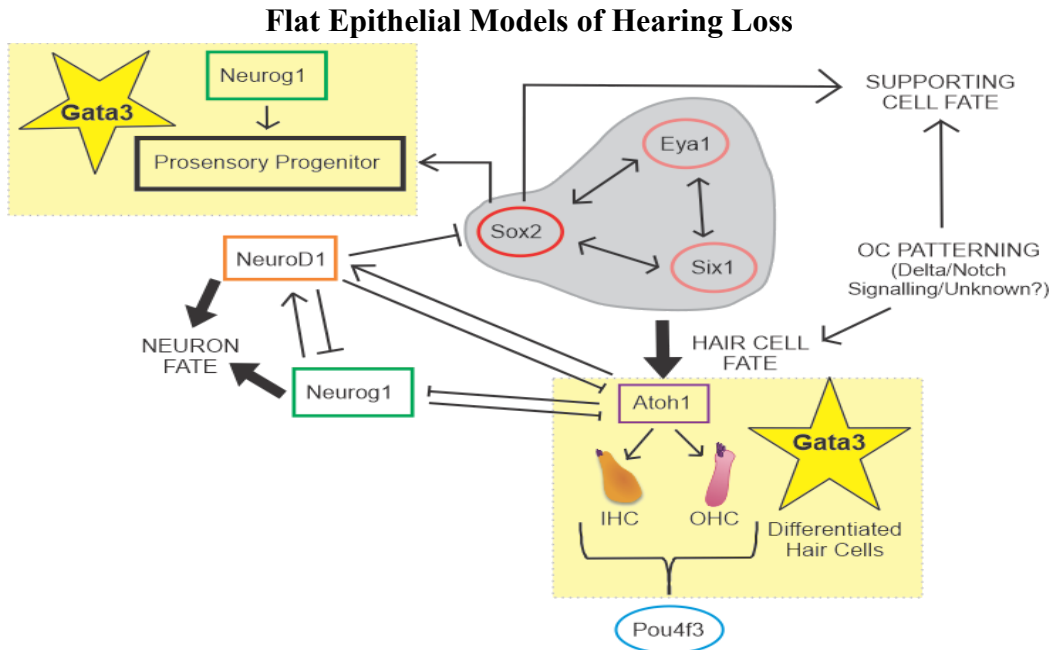 Flat Epithelial Models of Hearing Loss
Neurog1
Gata3
Prosensory Progenitor
Eya1
Sox2
Six1
SUPPORTING
CELL FATE
OC PATTERNING
(Delta/Notch
Signalling/Unknown?)
NeuroD1
NEURON
FATE
Neurog1
HAIR CELL
FATE
Atoh1
Gata3
IHC
OHC
Differentiated
Hair Cells
Pou4f3